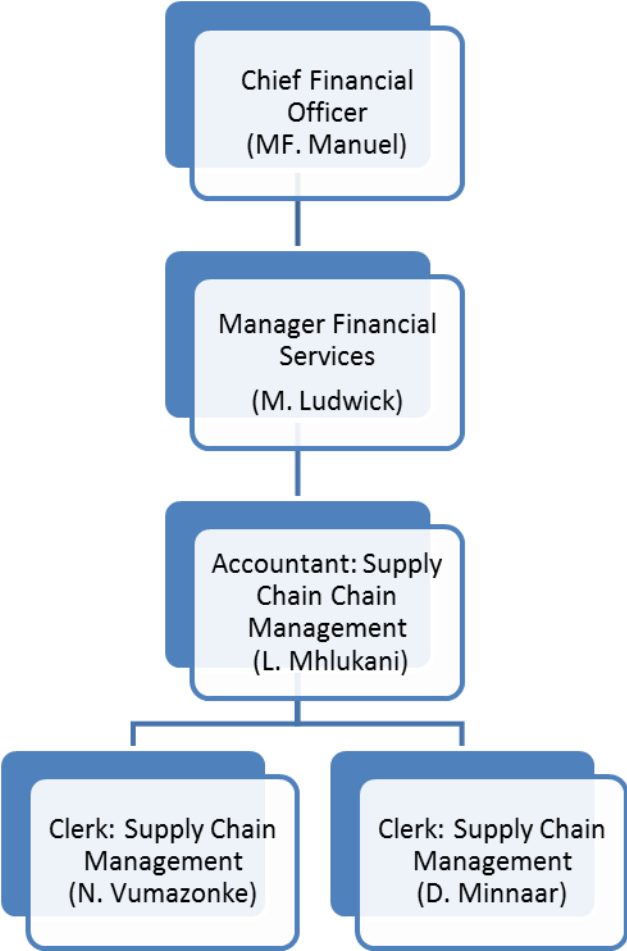 Chief Financial
Officer
(MF. Manuel)
Manager Financial
Services
(M. Ludwick)
Accountant: Supply
Chain Chain
Management
(L. Mhlukani)
Clerk: Supply Chain
Management
(N. Vumazonke)
Clerk: Supply Chain
Management
(D. Minnaar)